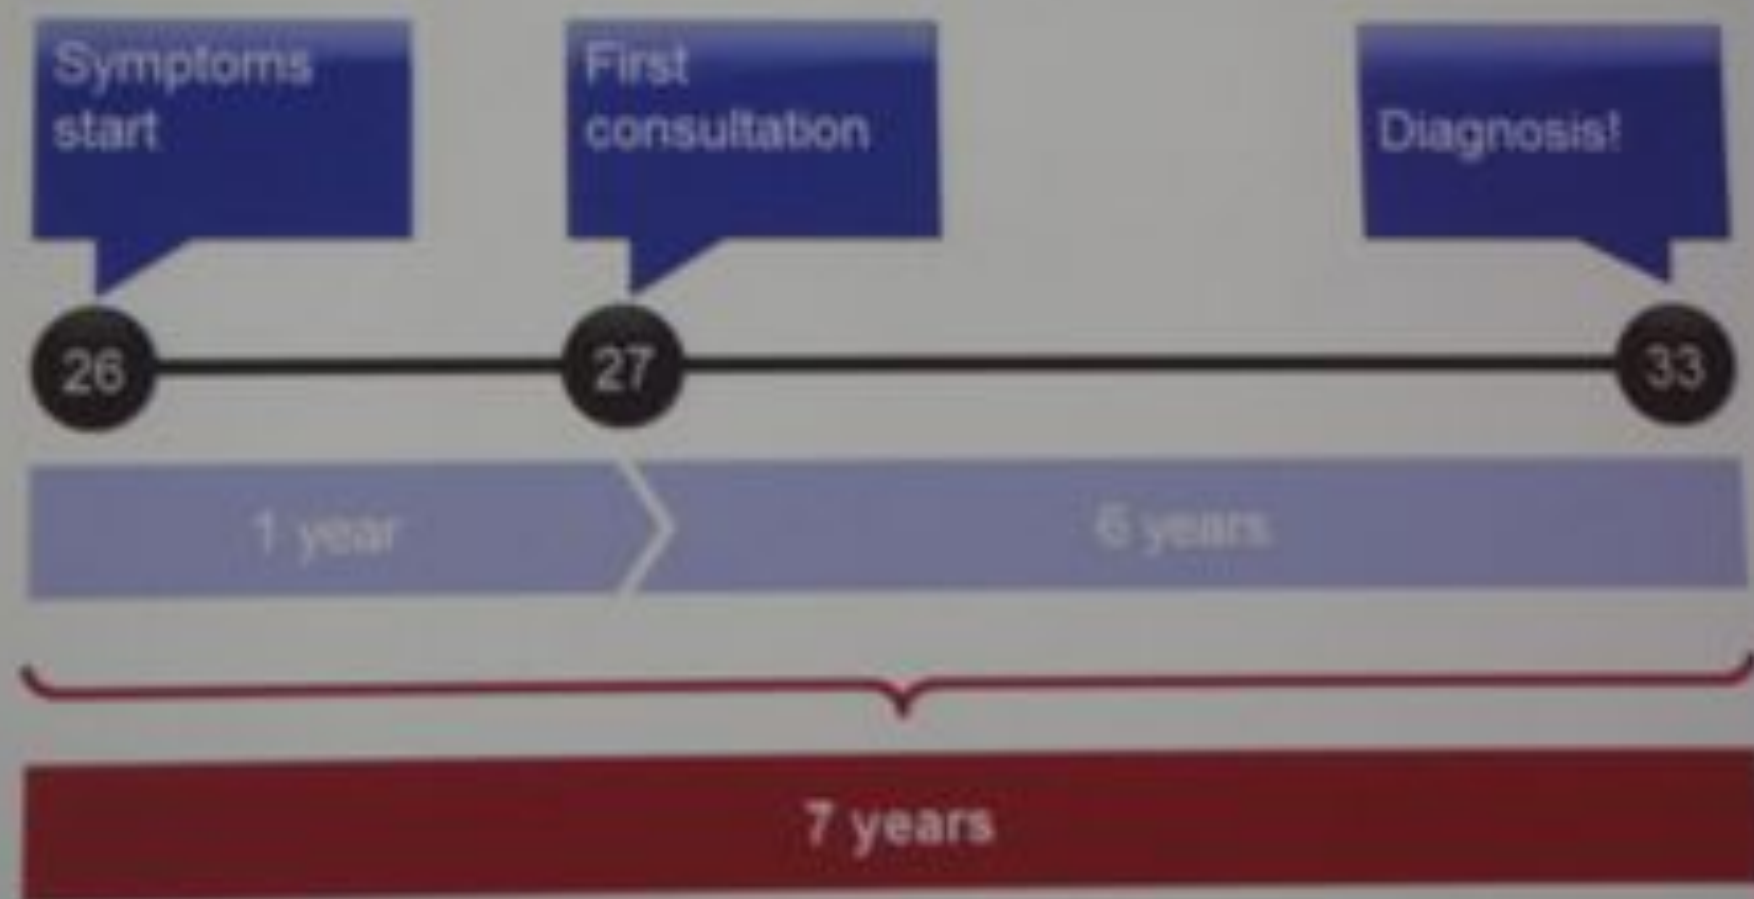 Symptoms
start
First
consultation
Diagnosis!
26
27
33
1 year
6 years
7 years